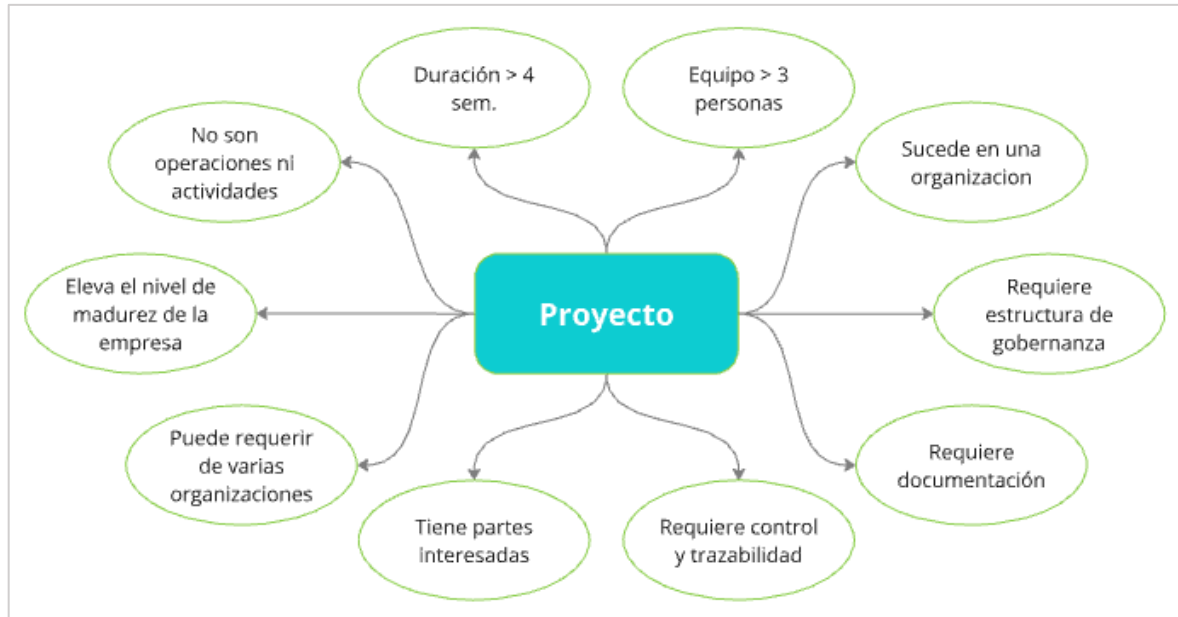 Duración > 4
sem.
Equipo > 3
personas
No son
operaciones ni
actividades
Sucede en una
organizacion
Eleva el nivel de
madurez de la
empresa
Proyecto
Requiere
estructura de
gobernanza
Puede requerir
de varias
organizaciones
Requiere
documentación
Tiene partes
interesadas
Requiere control
y trazabilidad